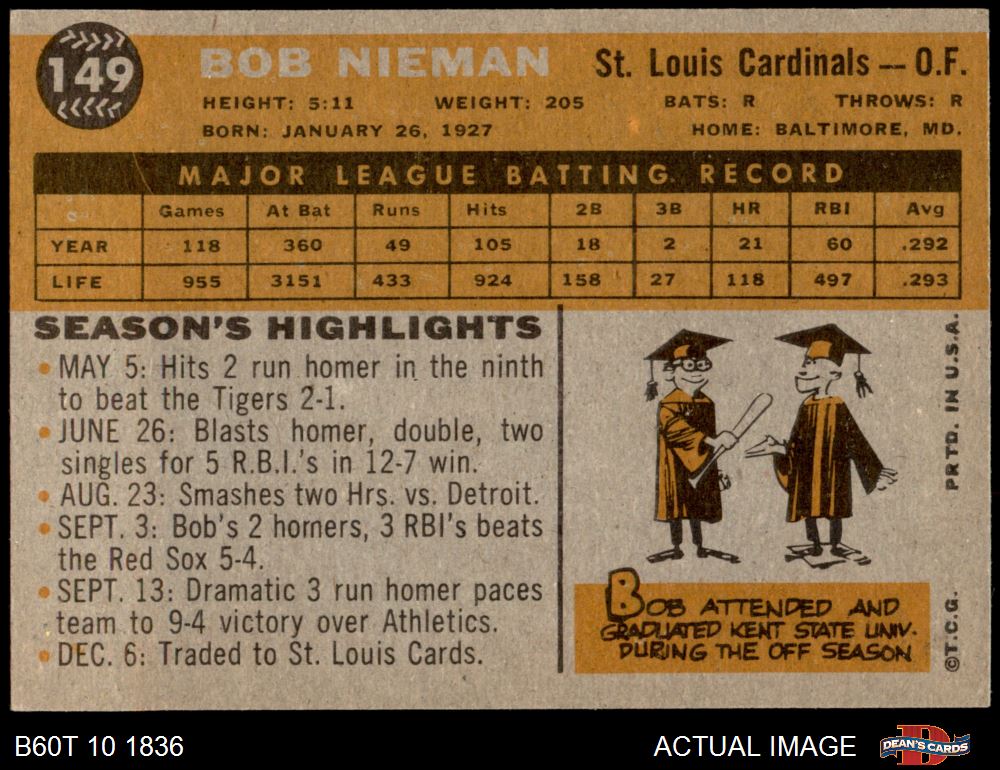 149
BOB NIEMAN
St. Louis Cardinals — O.F.
HEIGHT: 5:11 WEIGHT: 205 BATS: R THROWS: R
BORN: JANUARY 26, 1927 HOME: BALTIMORE, MD.
MAJOR LEAGUE BATTING RECORD
Games At Bat Runs Hits 2B 3B HR RBI Avg
YEAR 118 360 49 105 18 2 21 60 .292
LIFE 955 3151 433 924 158 27 118 497 .293
SEASON'S HIGHLIGHTS
• MAY 5: Hits 2 run homer in the ninth
to beat the Tigers 2-1.
• JUNE 26: Blasts homer, double, two
singles for 5 R.B.I.'s in 12-7 win.
• AUG. 23: Smashes two Hrs. vs. Detroit.
• SEPT. 3: Bob's 2 homers, 3 RBI's beats
the Red Sox 5-4.
• SEPT. 13: Dramatic 3 run homer paces
team to 9-4 victory over Athletics.
• DEC. 6: Traded to St. Louis Cards.
BOB ATTENDED AND
GRADUATED KENT STATE UNIV.
DURING THE OFF SEASON
©T.C.G. PRTD. IN U.S.A.
B60T 10 1836
ACTUAL IMAGE
D
DEAN'S CARDS